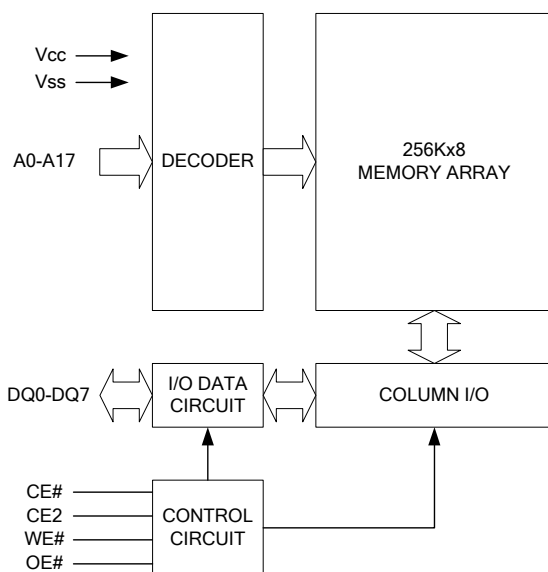 Vcc
Vss
A0-A17
DECODER
256Kx8
MEMORY ARRAY
DQ0-DQ7
I/O DATA
CIRCUIT
COLUMN I/O
CE#
CE2
WE#
OE#
CONTROL
CIRCUIT